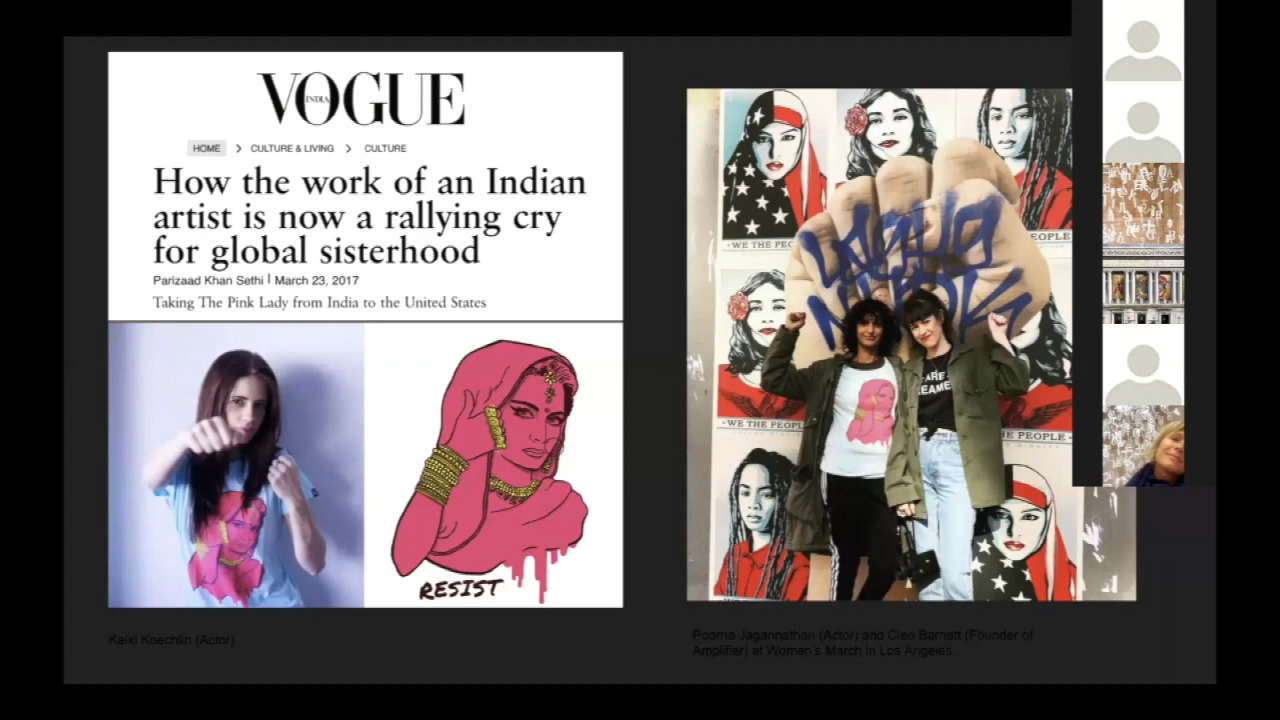 VOGUE
INDIA
HOME > CULTURE & LIVING > CULTURE
How the work of an Indian
artist is now a rallying cry
for global sisterhood
Parizaad Khan Sethi | March 23, 2017
Taking The Pink Lady from India to the United States
RESIST
WE THE
PEOPLE
WE THE PEOPLE
THE PEOPLE
ARE
Kalki Koechlin (Actor)
Poorna Jagannathan (Actor) and Cleo Barnett (Founder of
Amplifier) at Women's March in Los Angeles.